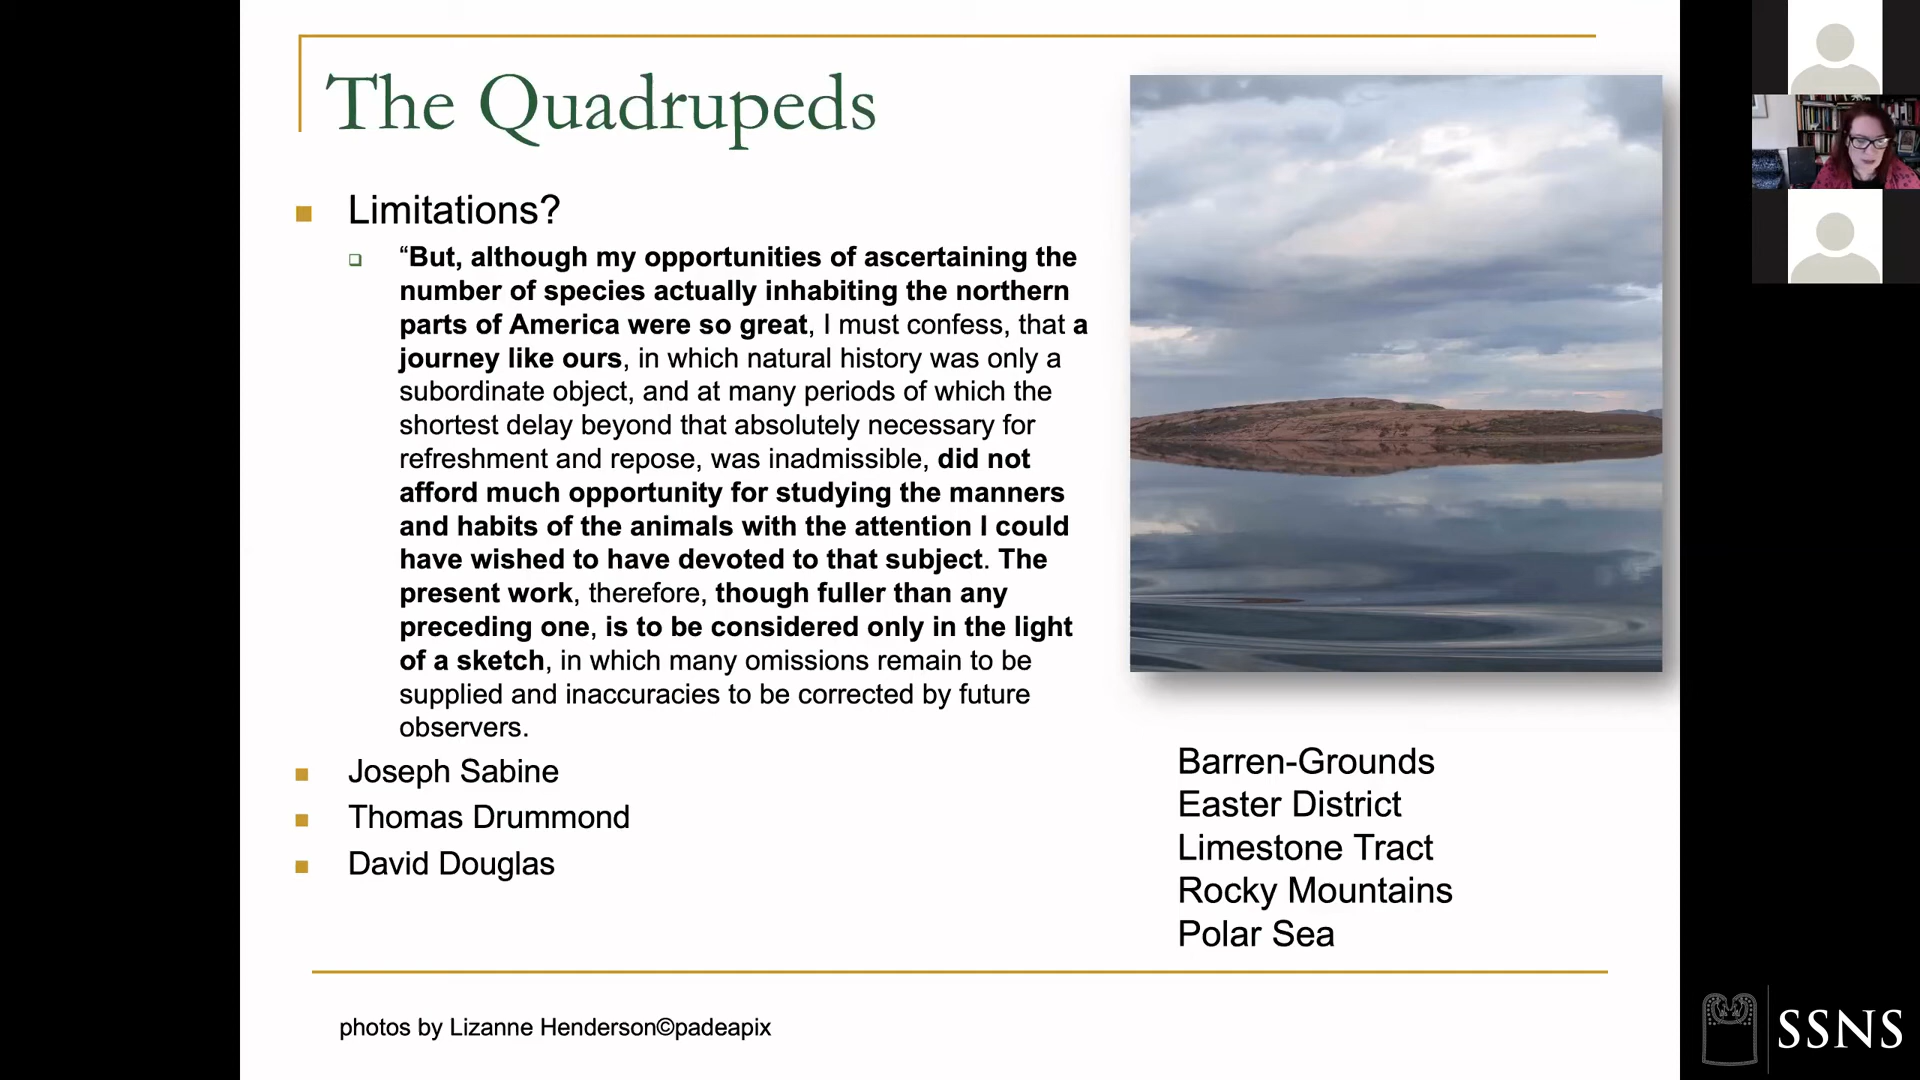 The Quadrupeds
Limitations?
“But, although my opportunities of ascertaining the
number of species actually inhabiting the northern
parts of America were so great, I must confess, that a
journey like ours, in which natural history was only a
subordinate object, and at many periods of which the
shortest delay beyond that absolutely necessary for
refreshment and repose, was inadmissible, did not
afford much opportunity for studying the manners
and habits of the animals with the attention I could
have wished to have devoted to that subject. The
present work, therefore, though fuller than any
preceding one, is to be considered only in the light
of a sketch, in which many omissions remain to be
supplied and inaccuracies to be corrected by future
observers.
Joseph Sabine
Thomas Drummond
David Douglas
Barren-Grounds
Easter District
Limestone Tract
Rocky Mountains
Polar Sea
photos by Lizanne Henderson©padeapix
SSNS